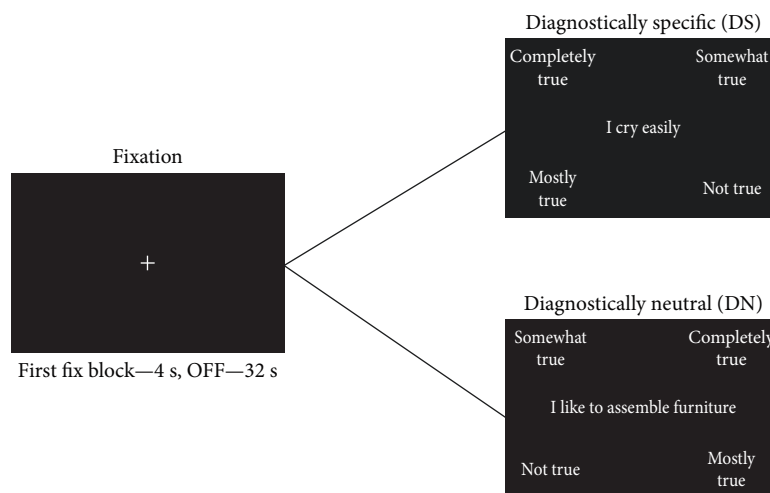 Diagnostically specific (DS)
Completely
true
Somewhat
true
I cry easily
Mostly
true
Not true
Fixation
+
First fix block—4 s, OFF—32 s
Diagnostically neutral (DN)
Somewhat
true
Completely
true
I like to assemble furniture
Not true
Mostly
true